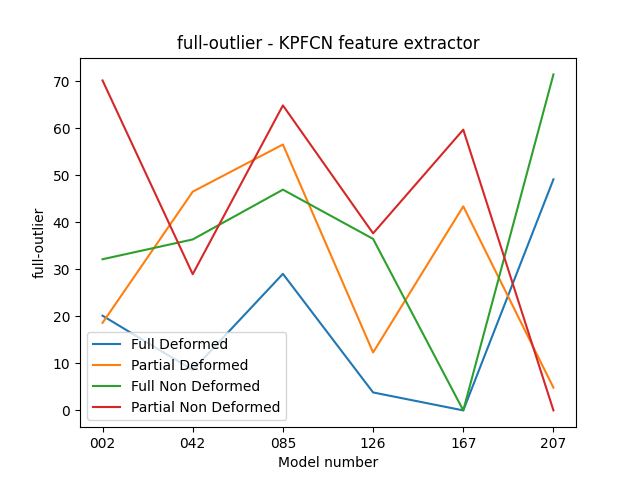 full-outlier - KPFCN feature extractor
full-outlier
70
60
50
40
30
20
10
0
Full Deformed
Partial Deformed
Full Non Deformed
Partial Non Deformed
002 042 085 126 167 207
Model number